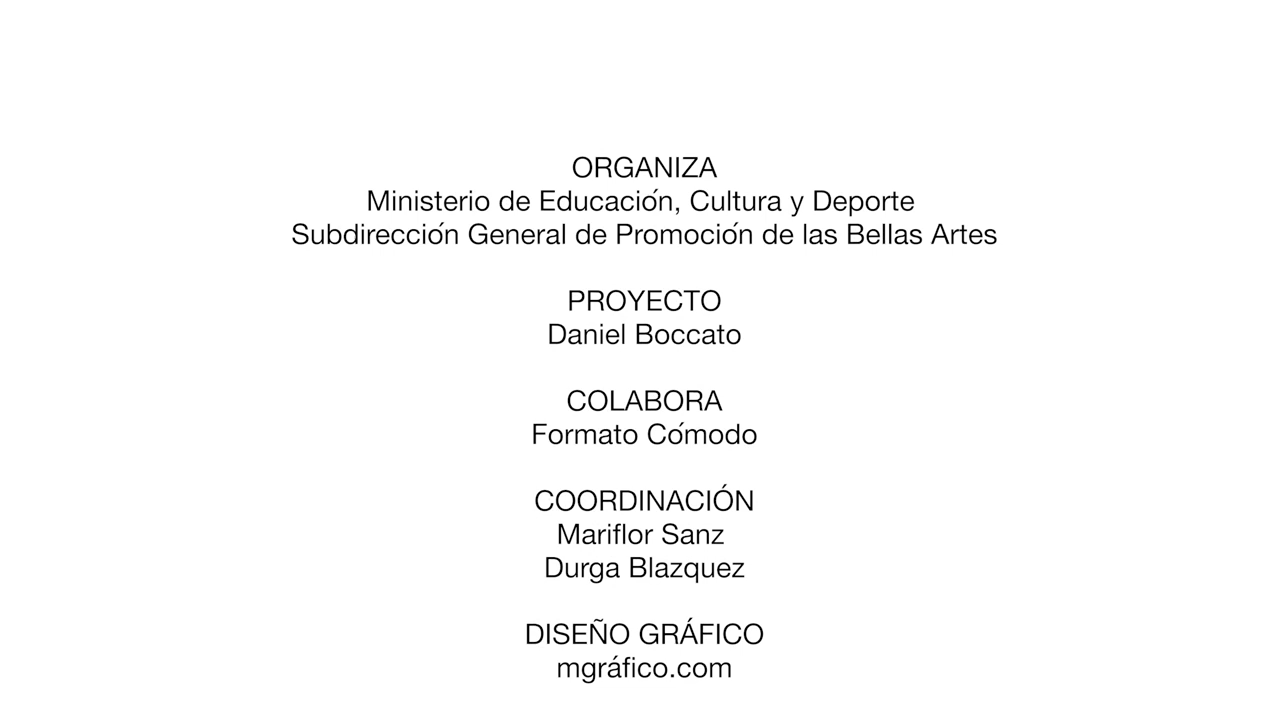 ORGANIZA
Ministerio de Educación, Cultura y Deporte
Subdirección General de Promoción de las Bellas Artes
PROYECTO
Daniel Boccato
COLABORA
Formato Cómodo
COORDINACIÓN
Mariflor Sanz
Durga Blazquez
DISEÑO GRÁFICO
mgráfico.com